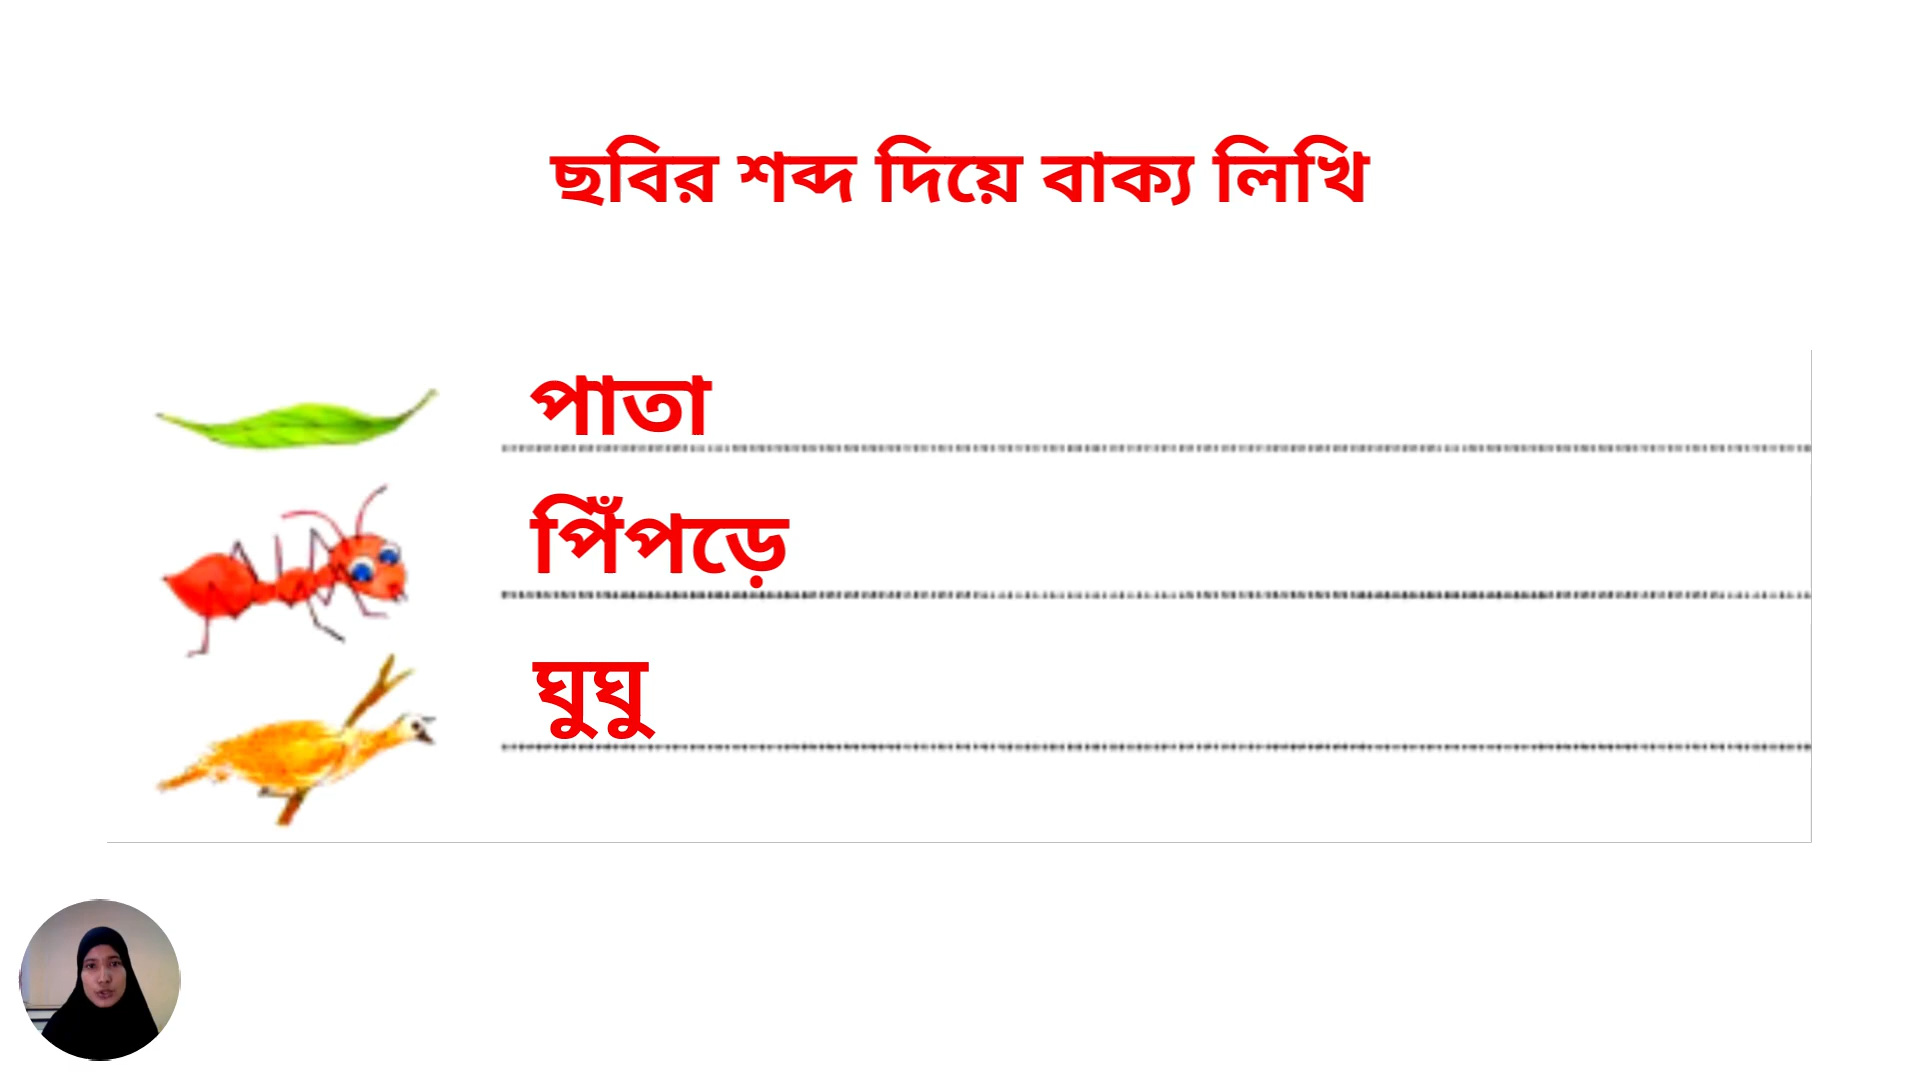 ছবির শব্দ দিয়ে বাক্য লিখি
পাতা
পিঁপড়ে
ঘুঘু